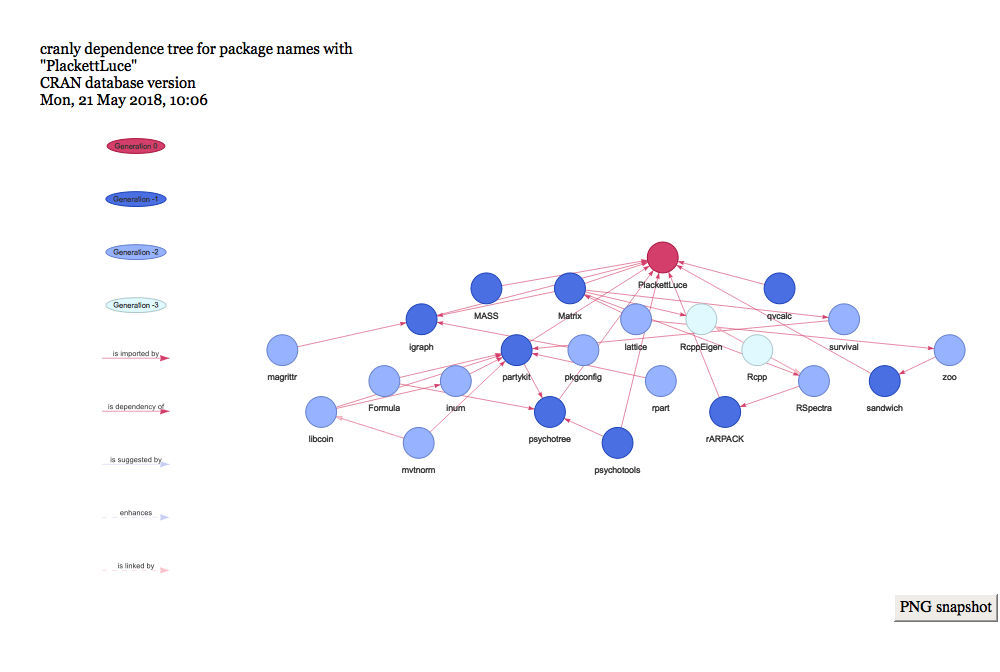 cranly dependence tree for package names with
"PlackettLuce"
CRAN database version
Mon, 21 May 2018, 10:06
Generation 0
Generation -1
Generation -2
Generation -3
is imported by
is dependency of
is suggested by
enhances
is linked by
PlackettLuce
MASS
Matrix
qvcalc
igraph
lattice
RcppEigen
survival
magrittr
partykit
pkgconfig
Rcpp
zoo
Formula
inum
rpart
RSpectra
sandwich
libcoin
psychotree
rARPACK
mvtnorm
psychotools
PNG snapshot